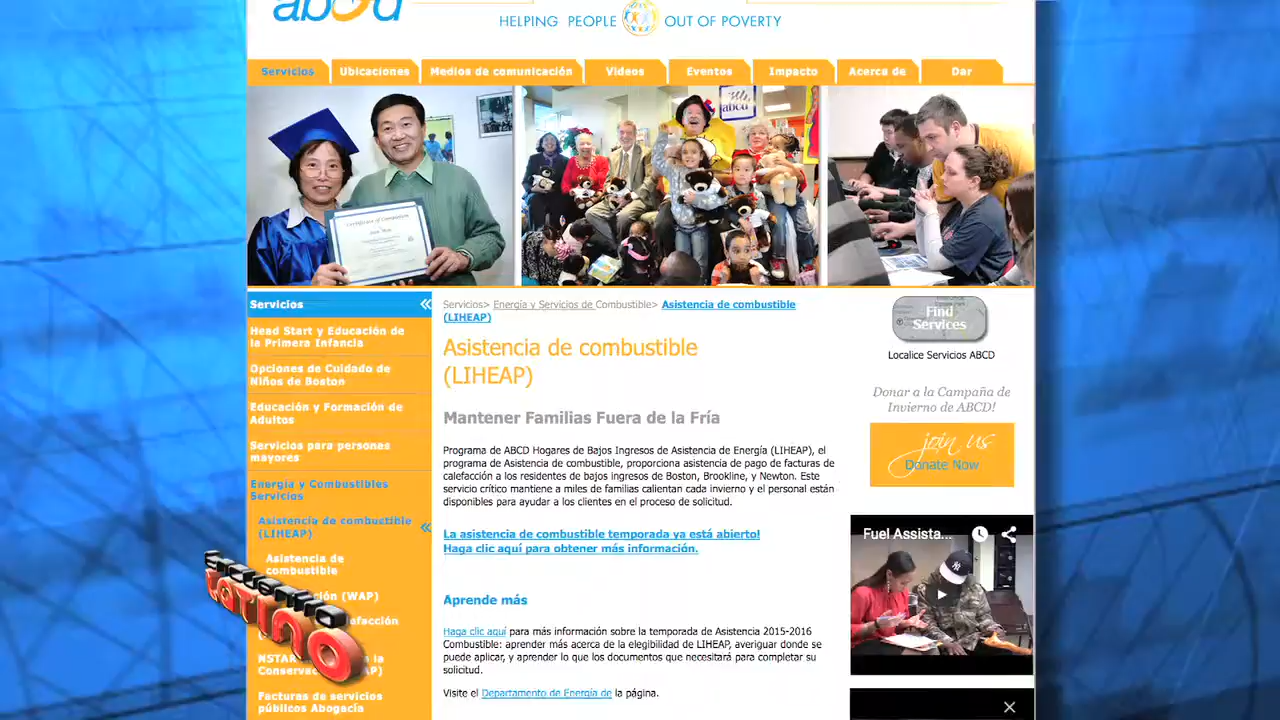 abcd
HELPING PEOPLE OUT OF POVERTY
Servicios
Ubicaciones
Medios de comunicación
Videos
Eventos
Impacto
Acerca de
Dar
abcd
Certificate of Completion
Servicios
Head Start y Educación de
la Primera Infancia
Opciones de Cuidado de
Niños de Boston
Educación y Formación de
Adultos
Servicios para personas
mayores
Energía y Combustibles
Servicios
Asistencia de combustible
(LIHEAP)
Asistencia de
combustible
ción (WAP)
efacción
NSTAR
la
Conserva
AP)
Facturas de servicios
públicos Abogacía
LATINO
Servicios> Energía y Servicios de Combustible> Asistencia de combustible
(LIHEAP)
Asistencia de combustible
(LIHEAP)
Mantener Familias Fuera de la Fría
Programa de ABCD Hogares de Bajos Ingresos de Asistencia de Energía (LIHEAP), el
programa de Asistencia de combustible, proporciona asistencia de pago de facturas de
calefacción a los residentes de bajos ingresos de Boston, Brookline, y Newton. Este
servicio crítico mantiene a miles de familias calientan cada invierno y el personal están
disponibles para ayudar a los clientes en el proceso de solicitud.
La asistencia de combustible temporada ya está abierto!
Haga clic aquí para obtener más información.
Aprende más
Haga clic aquí para más información sobre la temporada de Asistencia 2015-2016
Combustible: aprender más acerca de la elegibilidad de LIHEAP, averiguar donde se
puede aplicar, y aprender lo que los documentos que necesitará para completar su
solicitud.
Visite el Departamento de Energía de la página.
Find
Services
Localice Servicios ABCD
Donar a la Campaña de
Invierno de ABCD!
join us
Donate Now
Fuel Assista...